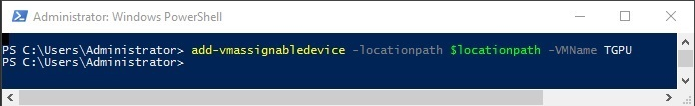 Administrator: Windows PowerShell
PS C:\Users\Administrator> add-vmassignabledevice -locationpath $locationpath -VMName TGPU
PS C:\Users\Administrator>